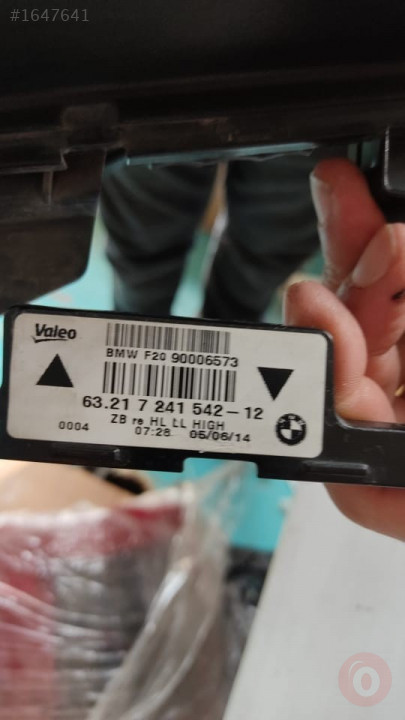 #1647641
Valeo
BMW F20 90006573
63.21 7 241 542-12
ZB re HL LL HIGH
0004
07:28 05/06/14